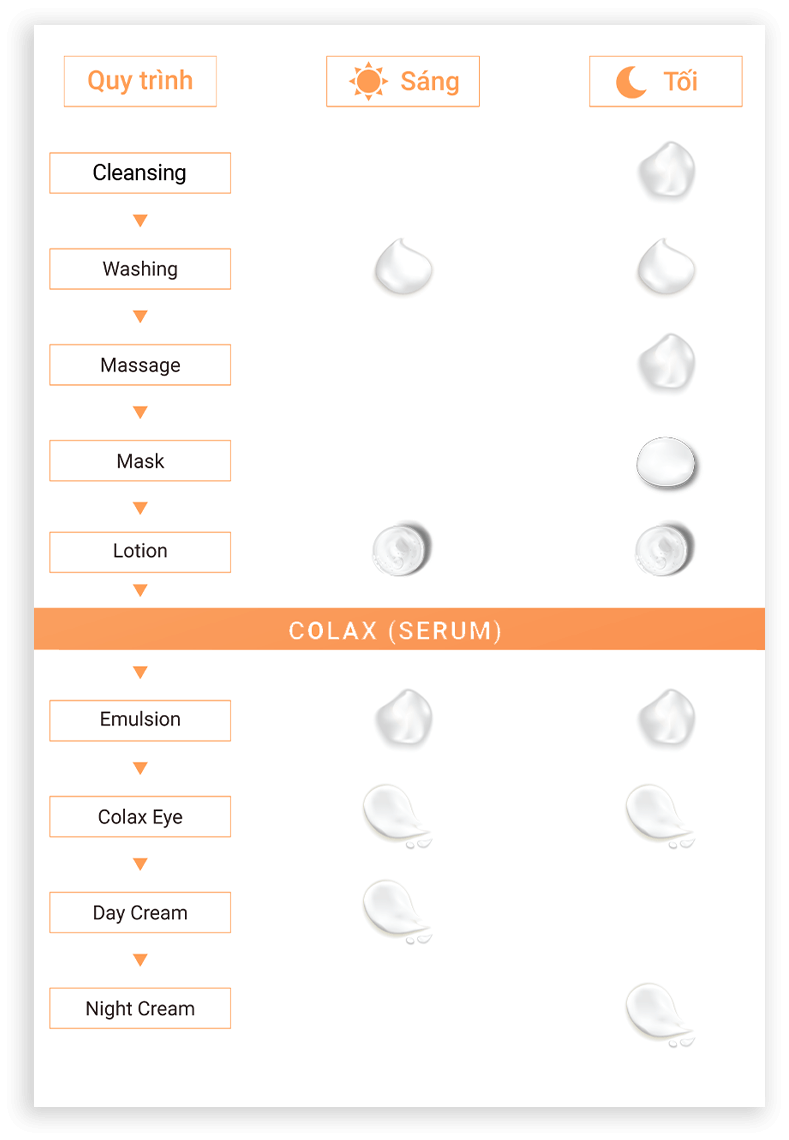 Quy trình
Sáng
Tối
Cleansing
Washing
Massage
Mask
Lotion
COLAX (SERUM)
Emulsion
Colax Eye
Day Cream
Night Cream